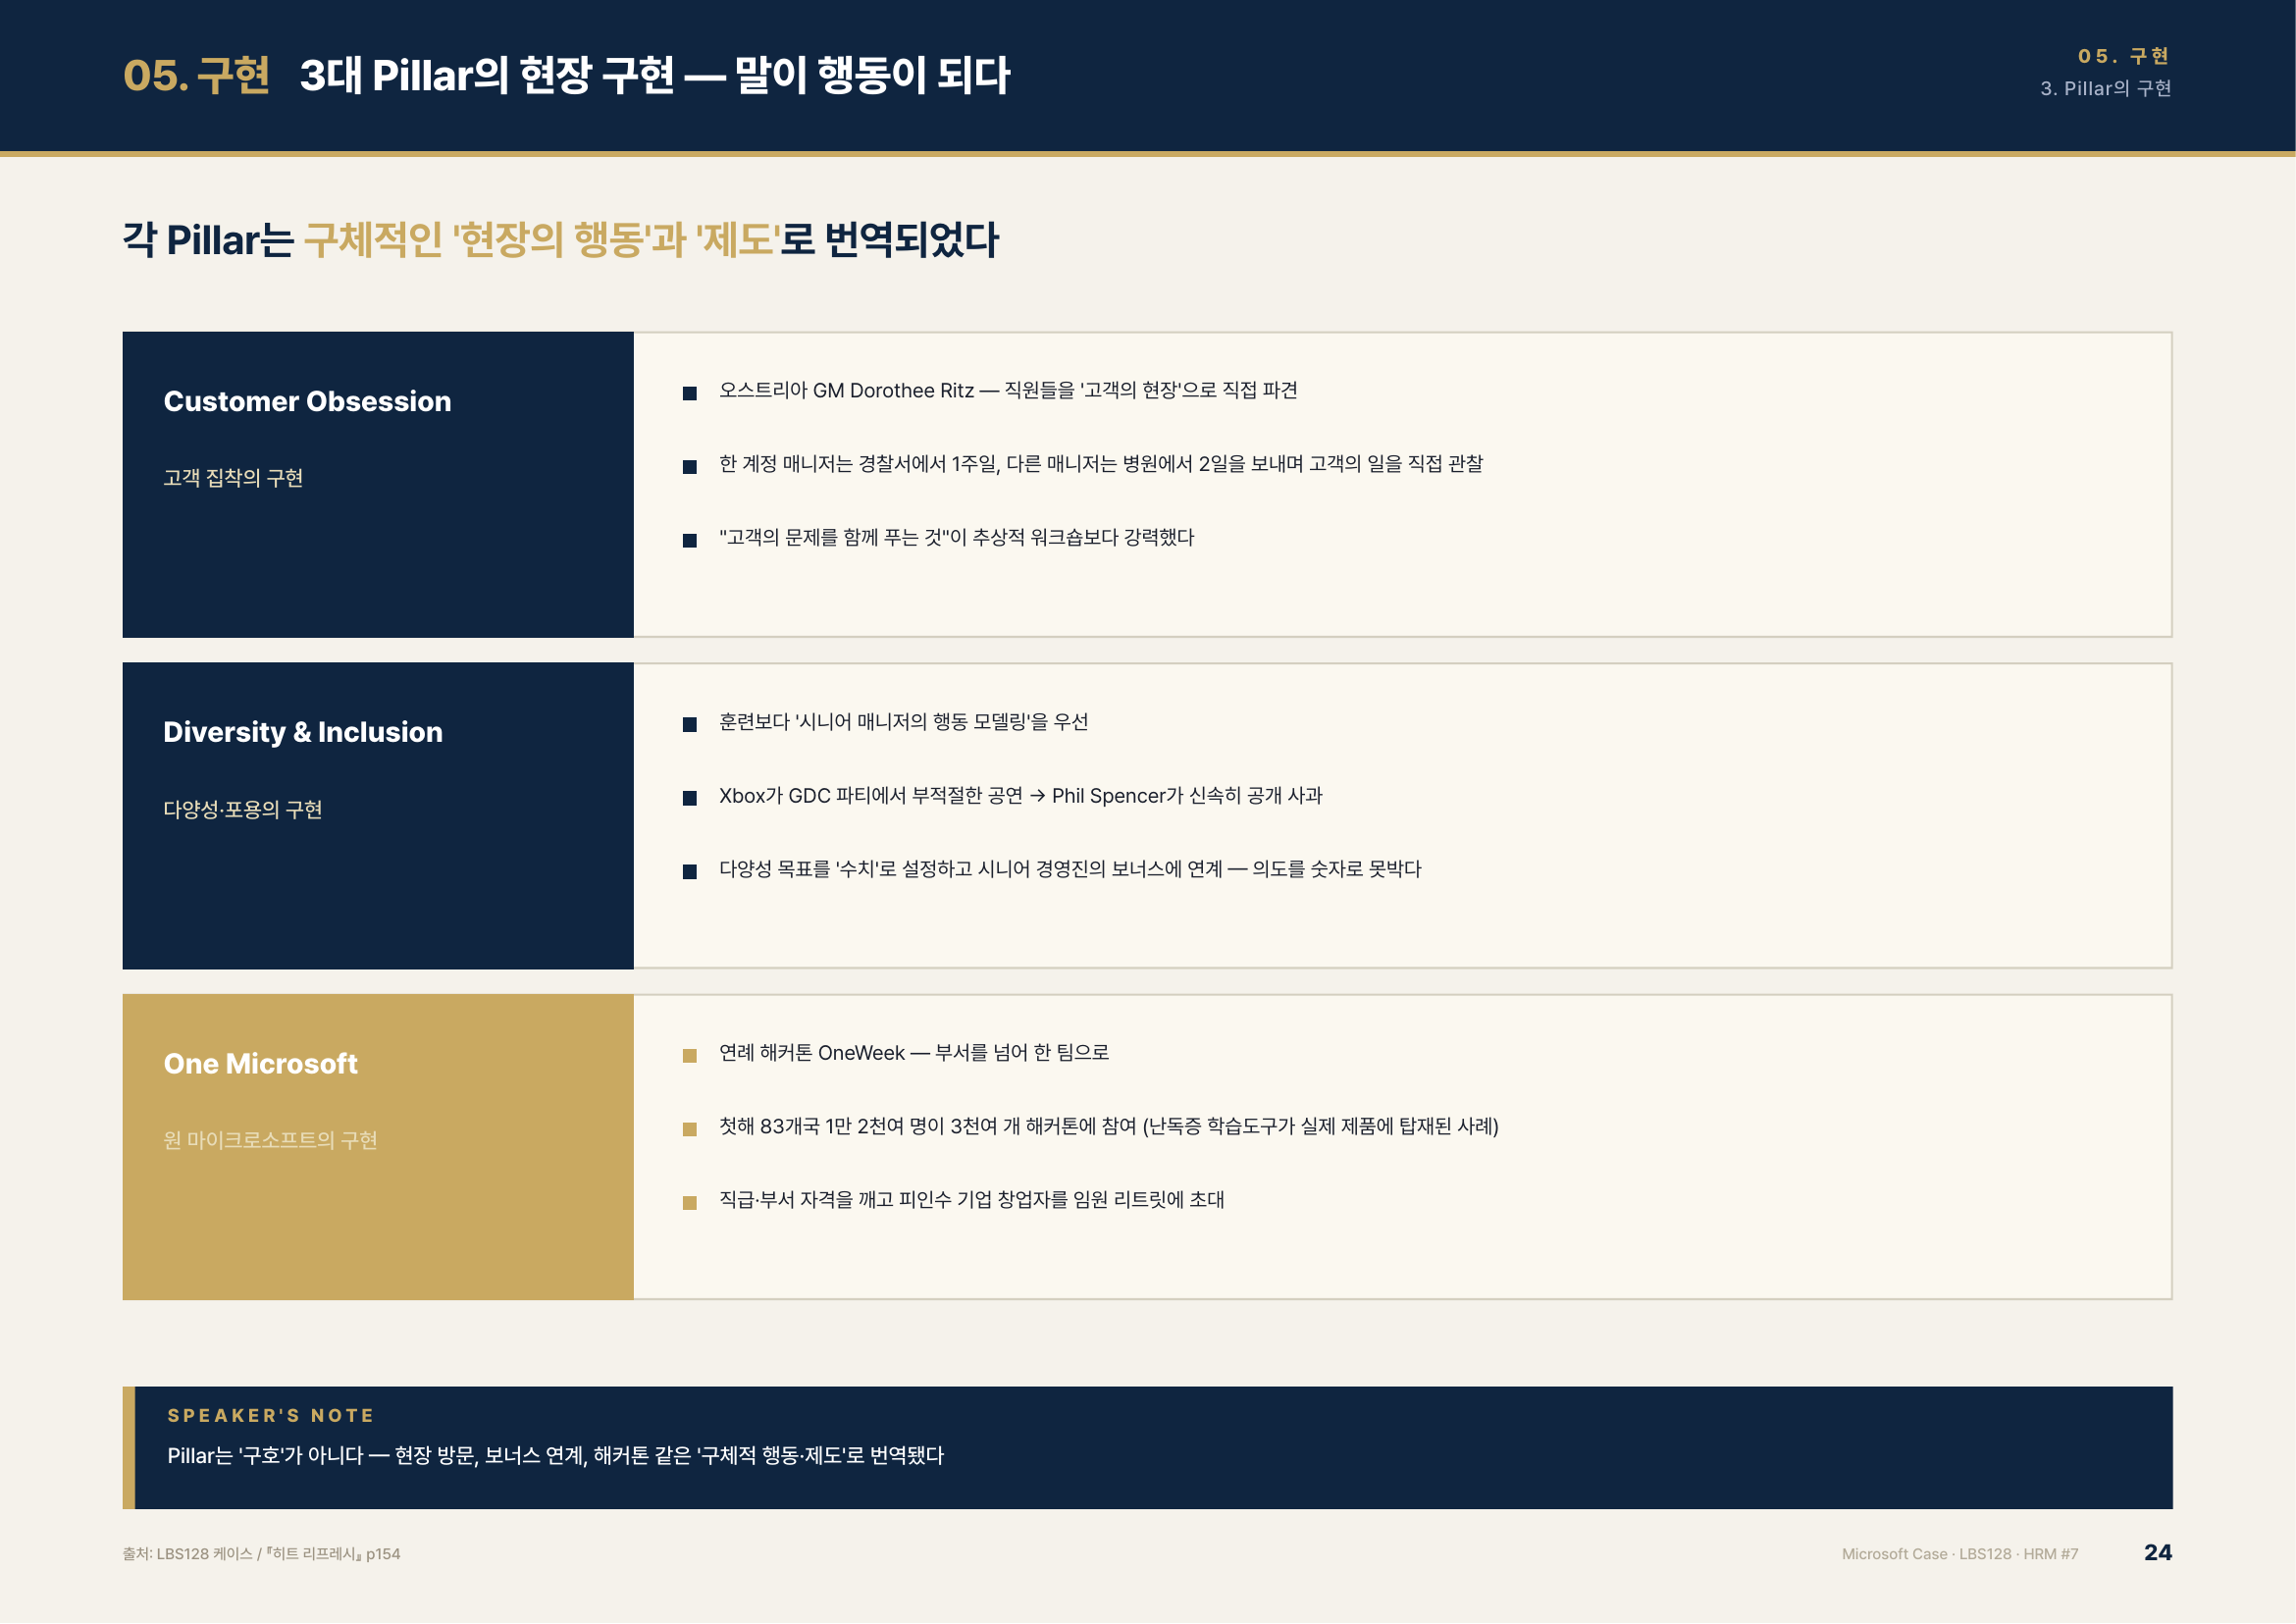 05. 구현 3대 Pillar의 현장 구현 — 말이 행동이 되다
05. 구현
3. Pillar의 구현
각 Pillar는 구체적인 '현장의 행동'과 '제도'로 번역되었다
Customer Obsession
고객 집착의 구현
오스트리아 GM Dorothee Ritz — 직원들을 '고객의 현장'으로 직접 파견
한 계정 매니저는 경찰서에서 1주일, 다른 매니저는 병원에서 2일을 보내며 고객의 일을 직접 관찰
"고객의 문제를 함께 푸는 것"이 추상적 워크숍보다 강력했다
Diversity & Inclusion
다양성·포용의 구현
훈련보다 '시니어 매니저의 행동 모델링'을 우선
Xbox가 GDC 파티에서 부적절한 공연 → Phil Spencer가 신속히 공개 사과
다양성 목표를 '수치'로 설정하고 시니어 경영진의 보너스에 연계 — 의도를 숫자로 못박다
One Microsoft
원 마이크로소프트의 구현
연례 해커톤 OneWeek — 부서를 넘어 한 팀으로
첫해 83개국 1만 2천여 명이 3천여 개 해커톤에 참여 (난독증 학습도구가 실제 제품에 탑재된 사례)
직급·부서 자격을 깨고 피인수 기업 창업자를 임원 리트릿에 초대
SPEAKER'S NOTE
Pillar는 '구호'가 아니다 — 현장 방문, 보너스 연계, 해커톤 같은 '구체적 행동·제도'로 번역됐다
출처: LBS128 케이스 / 『히트 리프레시』 p154
Microsoft Case · LBS128 · HRM #7
24